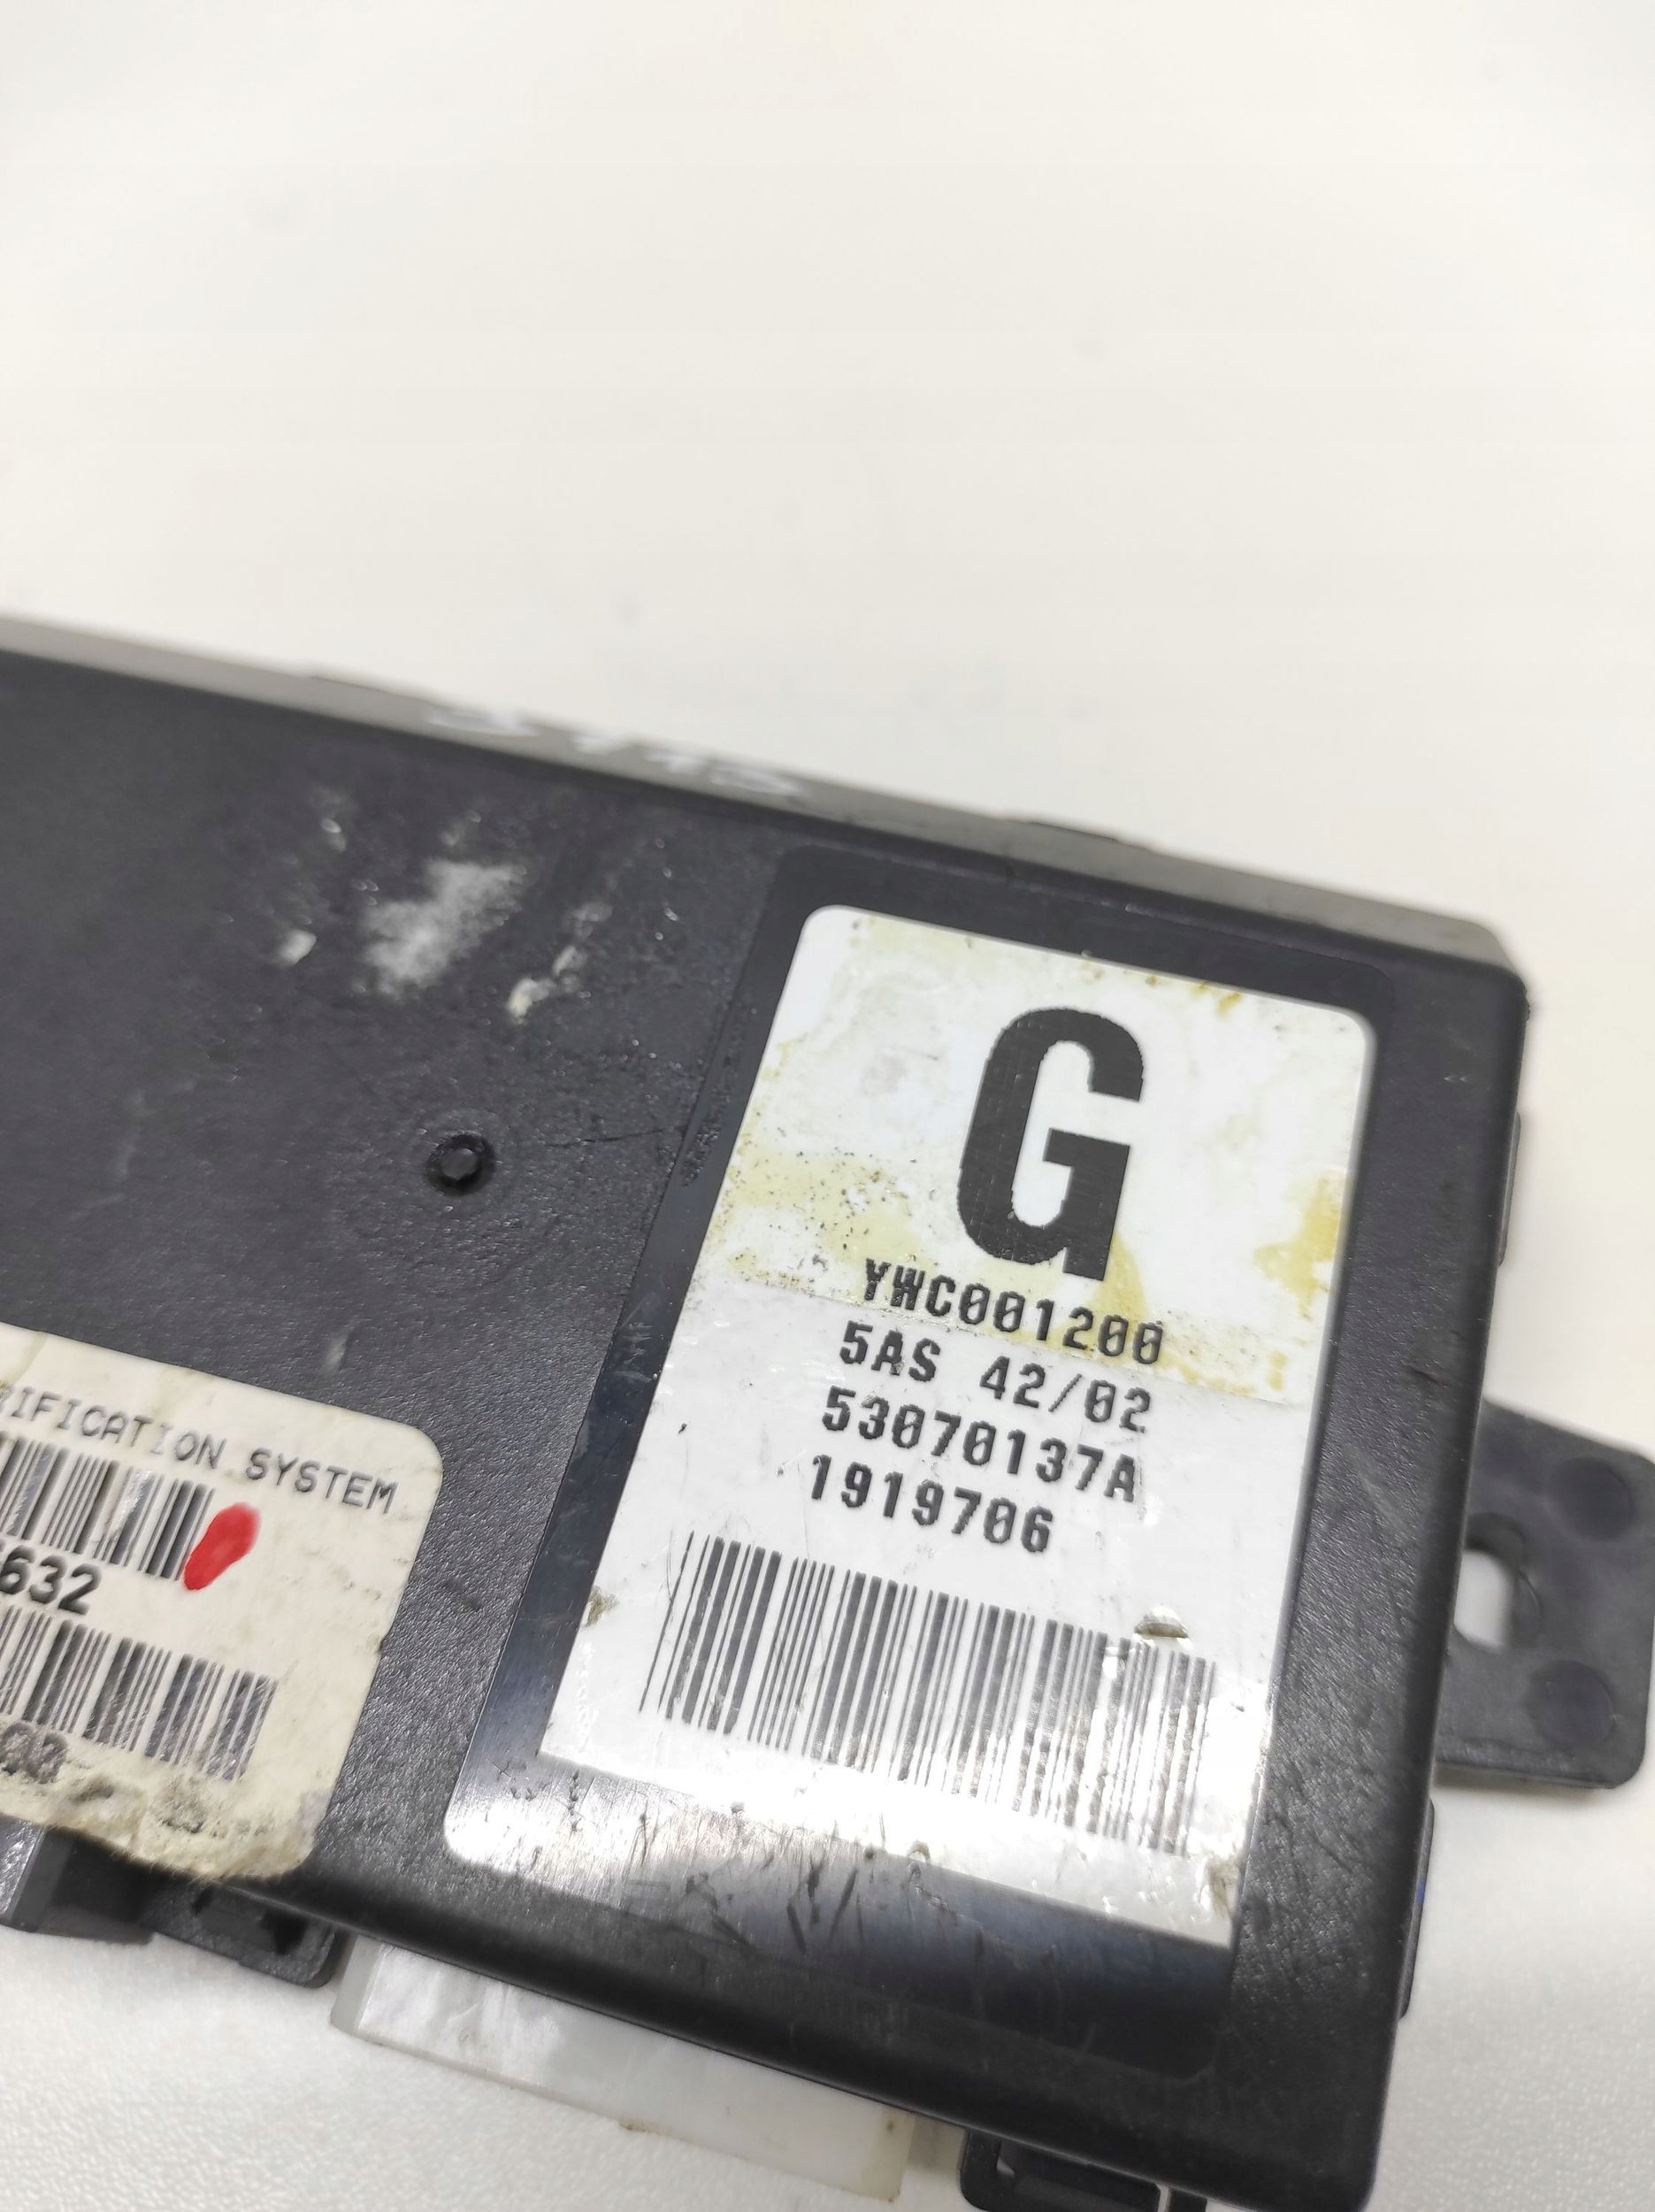 G
YWC001200
5AS 42/02
53070137A
1919706
RIFICATION SYSTEM
632